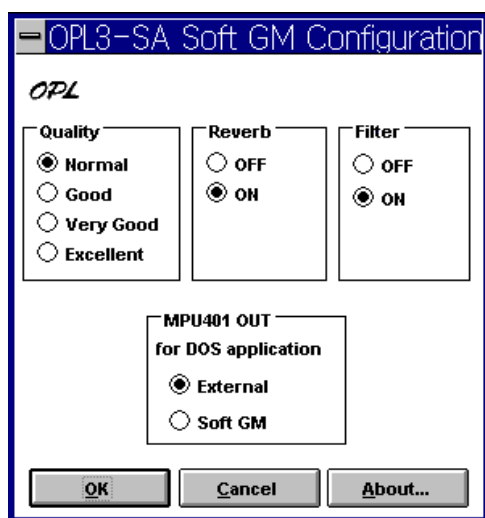 OPL3-SA Soft GM Configuration
OPL
Quality
Normal
Good
Very Good
Excellent
Reverb
OFF
ON
Filter
OFF
ON
MPU401 OUT
for DOS application
External
Soft GM
OK
Cancel
About...